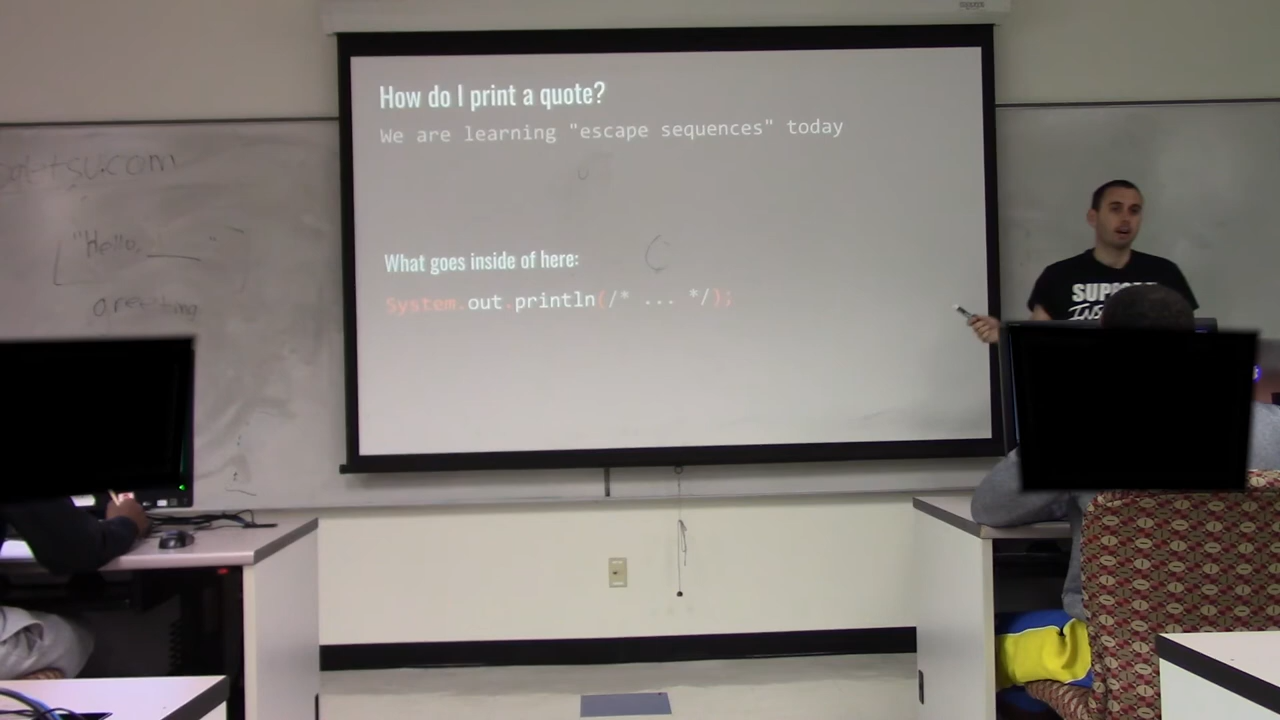 How do I print a quote?
We are learning "escape sequences" today
What goes inside of here:
System.out.println(/* ... */);
"Hello, ___ "